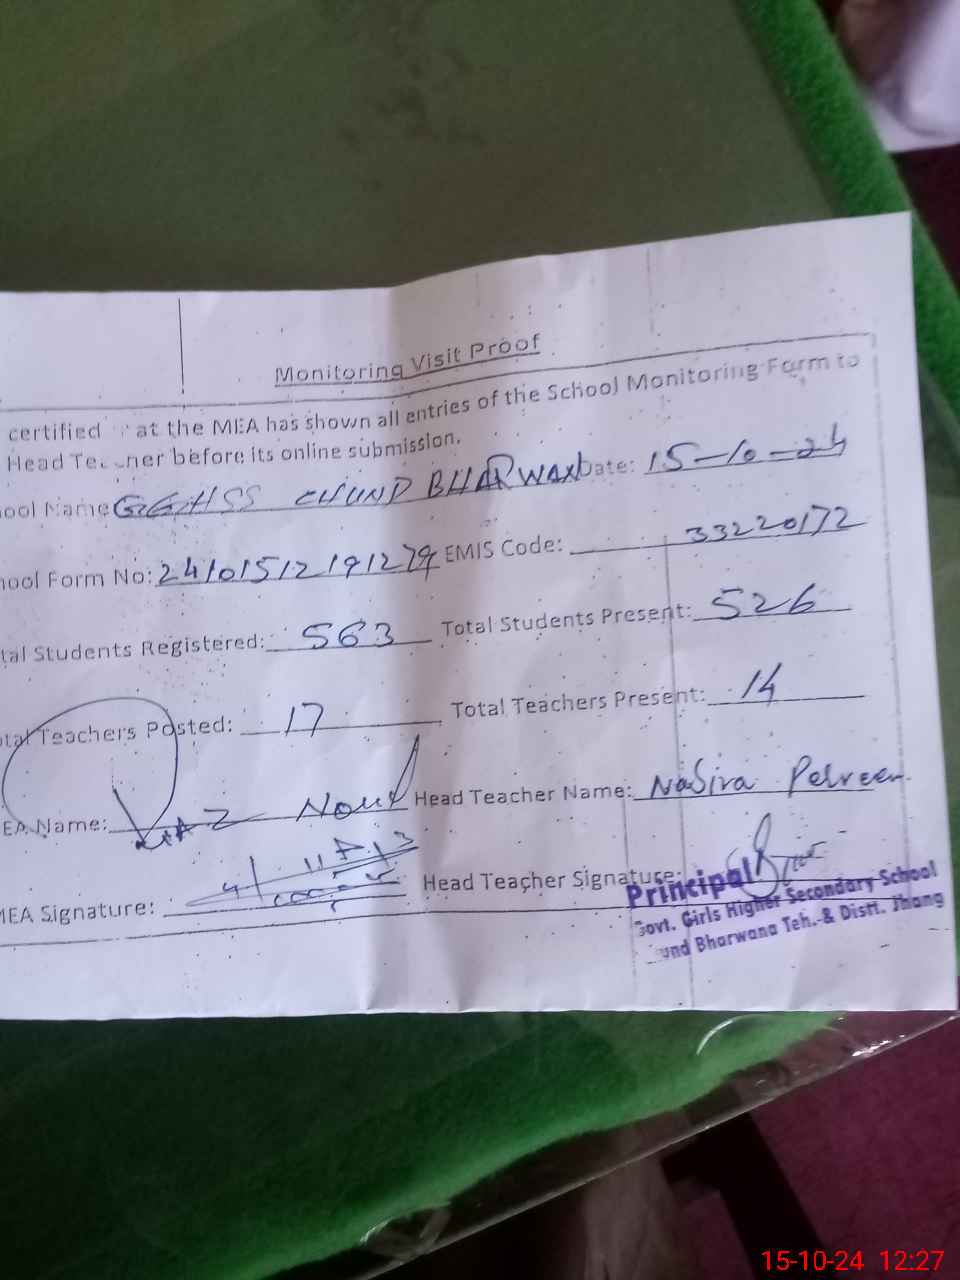 Monitoring Visit Proof
certified at the MEA has shown all entries of the School Monitoring Form to
Head Te ner before its online submission.
ool Name GGHSS CHUND BHARWANA Date: 15-10-24
hool Form No: 24101512191279 EMIS Code: 33220172
tal Students Registered: 563 Total Students Present: 526
otal Teachers Posted: 17 Total Teachers Present: 14
EA Name: Head Teacher Name: Nasira Perveen
MEA Signature: Head Teacher Signature:
Principal
Govt. Girls Higher Secondary School
und Bharwana Teh.-& Distt. Jhang
15-10-24 12:27